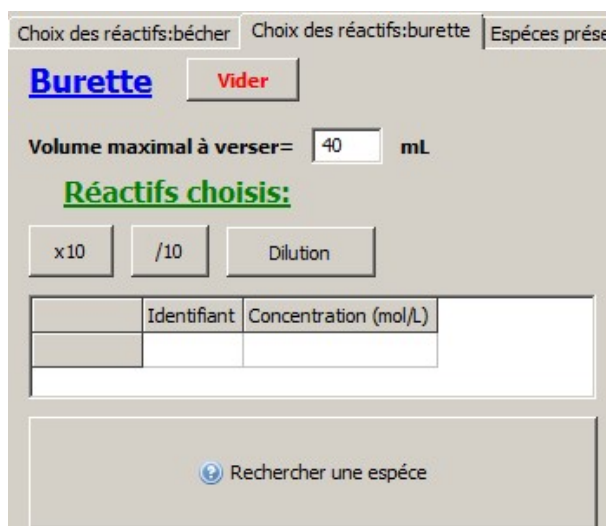 Choix des réactifs:bécher Choix des réactifs:burette Espéces prése
Burette Vider
Volume maximal à verser= 40 mL
Réactifs choisis:
x10 /10 Dilution
Identifiant Concentration (mol/L)
Rechercher une espéce